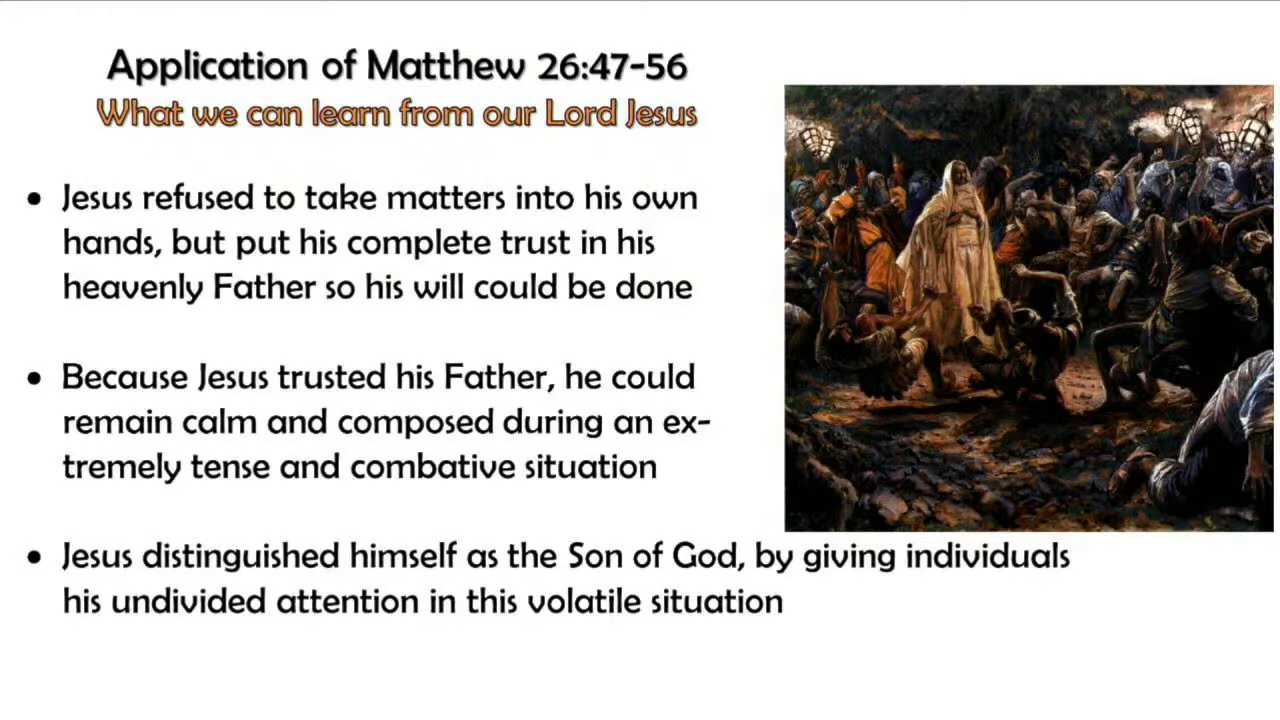 Application of Matthew 26:47-56
What we can learn from our Lord Jesus
• Jesus refused to take matters into his own
hands, but put his complete trust in his
heavenly Father so his will could be done
• Because Jesus trusted his Father, he could
remain calm and composed during an ex-
tremely tense and combative situation
• Jesus distinguished himself as the Son of God, by giving individuals
his undivided attention in this volatile situation